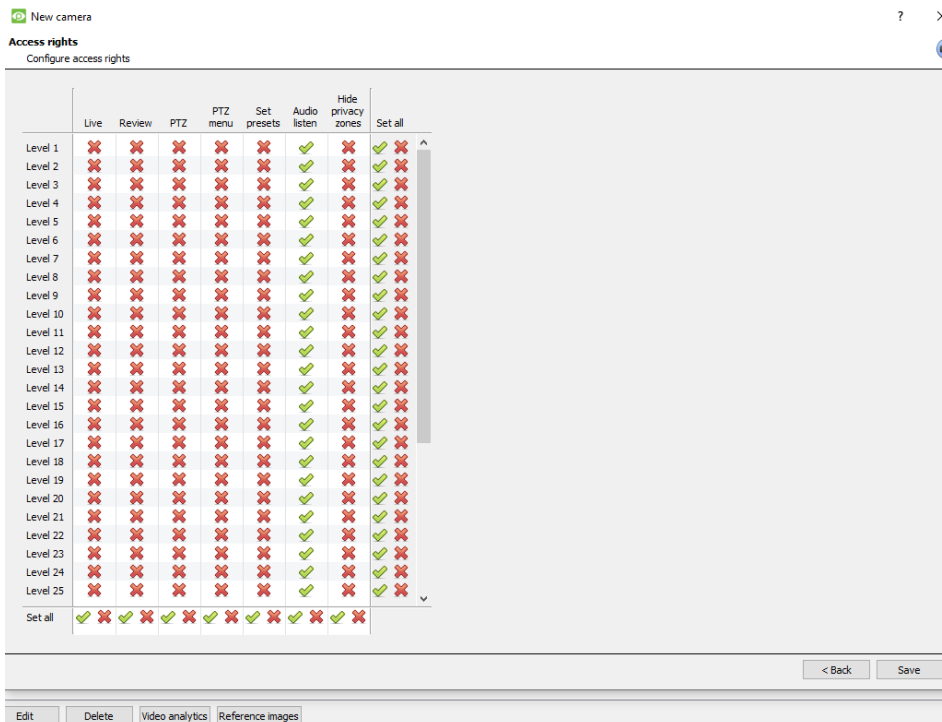 New camera
?
Access rights
Configure access rights
Live Review PTZ PTZ menu Set presets Audio listen Hide privacy zones Set all
Level 1
Level 2
Level 3
Level 4
Level 5
Level 6
Level 7
Level 8
Level 9
Level 10
Level 11
Level 12
Level 13
Level 14
Level 15
Level 16
Level 17
Level 18
Level 19
Level 20
Level 21
Level 22
Level 23
Level 24
Level 25
Set all
< Back Save
Edit Delete Video analytics Reference images